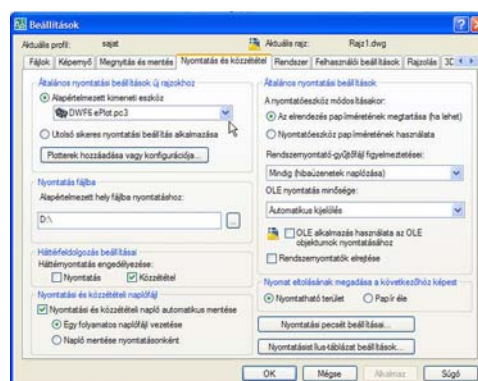 Beállítások
Aktuális profil: sajat Aktuális rajz: Rajz1.dwg
Fájlok Képernyő Megnyitás és mentés Nyomtatás és közzététel Rendszer Felhasználói beállítások Rajzolás 3D
Általános nyomtatási beállítások új rajzokhoz
Alapértelmezett kimeneti eszköz
DWF6 ePlot.pc3
Utolsó sikeres nyomtatási beállítás alkalmazása
Plotterek hozzáadása vagy konfigurációja...
Nyomtatás fájlba
Alapértelmezett hely fájlba nyomtatáshoz:
D:\
...
Háttérfeldolgozás beállításai
Háttérnyomtatás engedélyezése:
Nyomtatás Közzététel
Nyomtatási és közzétételi naplófájl
Nyomtatási és közzétételi napló automatikus mentése
Egy folyamatos naplófájl vezetése
Napló mentése nyomtatásonként
Általános nyomtatási beállítások
A nyomtatóeszköz módosításakor:
Az elrendezés papírméretének megtartása (ha lehet)
Nyomtatóeszköz papírméretének használata
Rendszernyomtató-gyűjtőfájl figyelmeztetései:
Mindig (hibaüzenetek naplózása)
OLE nyomtatás minősége:
Automatikus kijelölés
OLE alkalmazás használata az OLE
objektumok nyomtatásához
Rendszernyomtatók elrejtése
Nyomat eltolásának megadása a következőhöz képest
Nyomtatható terület Papír éle
Nyomtatási pecsét beállításai...
Nyomtatásistílus-táblázat beállítások...
OK Mégse Alkalmaz Súgó